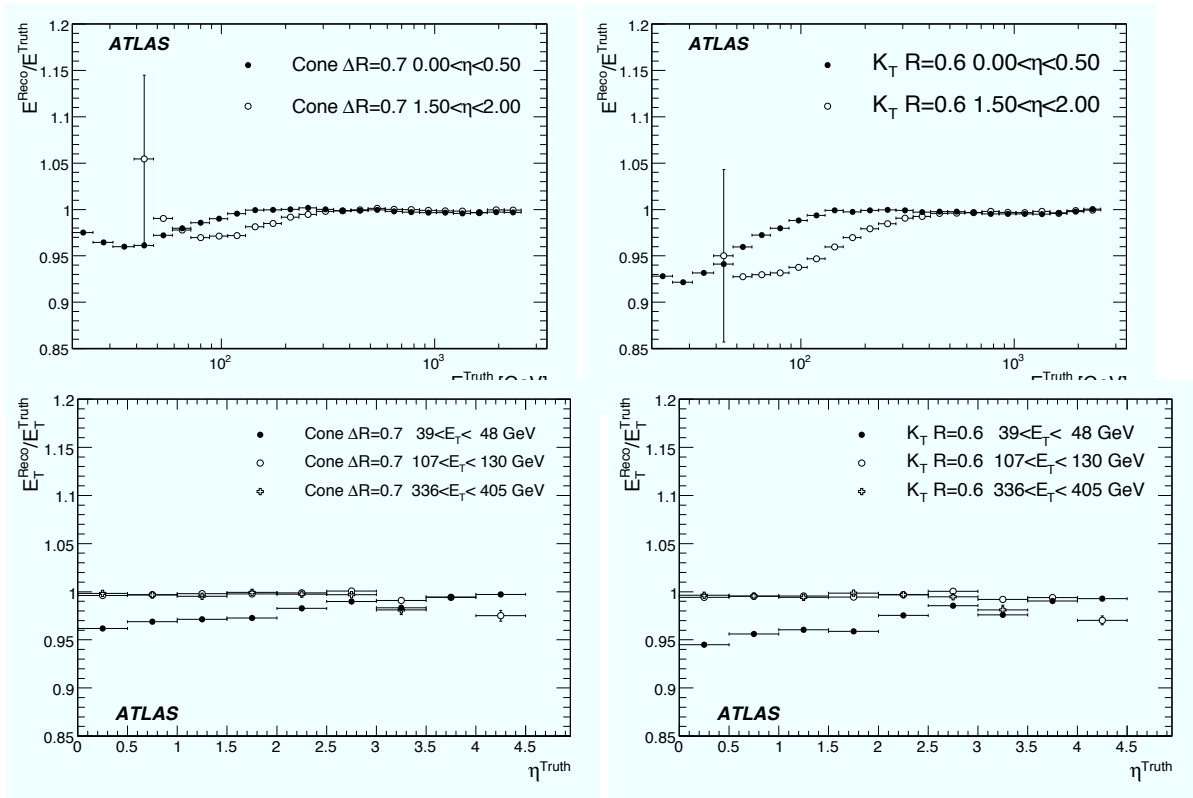 1.2
1.15
1.1
1.05
1
0.95
0.9
0.85
E^Reco/E^Truth
ATLAS
Cone ΔR=0.7 0.00<η<0.50
Cone ΔR=0.7 1.50<η<2.00
10^2
10^3
1.2
1.15
1.1
1.05
1
0.95
0.9
0.85
E^Reco/E^Truth
ATLAS
K_T R=0.6 0.00<η<0.50
K_T R=0.6 1.50<η<2.00
10^2
10^3
1.2
1.15
1.1
1.05
1
0.95
0.9
0.85
E_T^Reco/E_T^Truth
Cone ΔR=0.7 39<E_T< 48 GeV
Cone ΔR=0.7 107<E_T< 130 GeV
Cone ΔR=0.7 336<E_T< 405 GeV
ATLAS
0 0.5 1 1.5 2 2.5 3 3.5 4 4.5
η^Truth
1.2
1.15
1.1
1.05
1
0.95
0.9
0.85
E_T^Reco/E_T^Truth
K_T R=0.6 39<E_T< 48 GeV
K_T R=0.6 107<E_T< 130 GeV
K_T R=0.6 336<E_T< 405 GeV
ATLAS
0 0.5 1 1.5 2 2.5 3 3.5 4 4.5
η^Truth